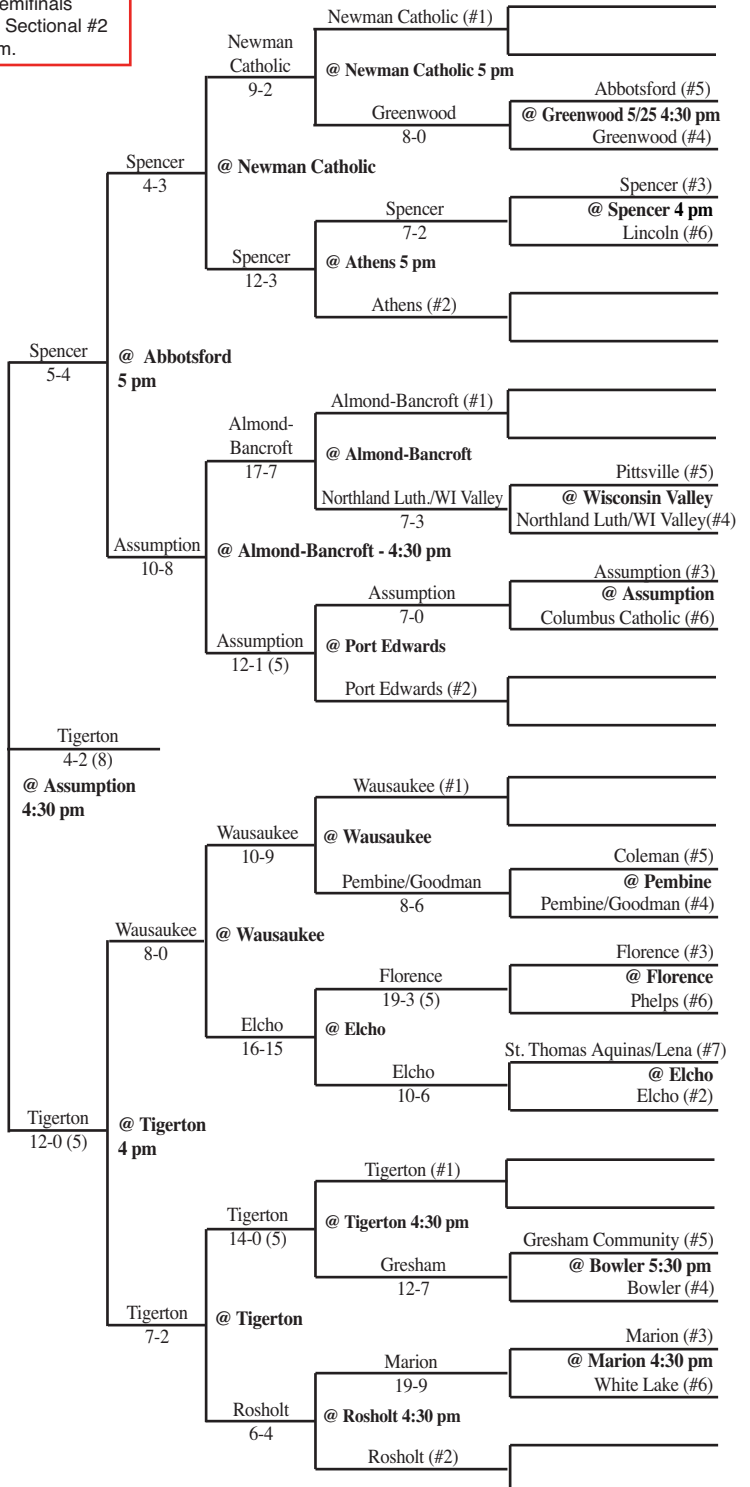 Sectional #2
Newman Catholic (#1)
Newman
Catholic
9-2
@ Newman Catholic 5 pm
Abbotsford (#5)
@ Greenwood 5/25 4:30 pm
Greenwood (#4)
Greenwood
8-0
Spencer
4-3
@ Newman Catholic
Spencer (#3)
@ Spencer 4 pm
Lincoln (#6)
Spencer
7-2
Spencer
12-3
@ Athens 5 pm
Athens (#2)
Spencer
5-4
@ Abbotsford
5 pm
Almond-Bancroft (#1)
Almond-
Bancroft
17-7
@ Almond-Bancroft
Pittsville (#5)
@ Wisconsin Valley
Northland Luth/WI Valley(#4)
Northland Luth./WI Valley
7-3
Assumption
10-8
@ Almond-Bancroft - 4:30 pm
Assumption (#3)
@ Assumption
Columbus Catholic (#6)
Assumption
7-0
Assumption
12-1 (5)
@ Port Edwards
Port Edwards (#2)
Tigerton
4-2 (8)
@ Assumption
4:30 pm
Wausaukee (#1)
Wausaukee
10-9
@ Wausaukee
Coleman (#5)
@ Pembine
Pembine/Goodman (#4)
Pembine/Goodman
8-6
Wausaukee
8-0
@ Wausaukee
Florence (#3)
@ Florence
Phelps (#6)
Florence
19-3 (5)
Elcho
16-15
@ Elcho
St. Thomas Aquinas/Lena (#7)
@ Elcho
Elcho (#2)
Elcho
10-6
Tigerton
12-0 (5)
@ Tigerton
4 pm
Tigerton (#1)
Tigerton
14-0 (5)
@ Tigerton 4:30 pm
Gresham Community (#5)
@ Bowler 5:30 pm
Bowler (#4)
Gresham
12-7
Tigerton
7-2
@ Tigerton
Marion (#3)
@ Marion 4:30 pm
White Lake (#6)
Marion
19-9
Rosholt
6-4
@ Rosholt 4:30 pm
Rosholt (#2)